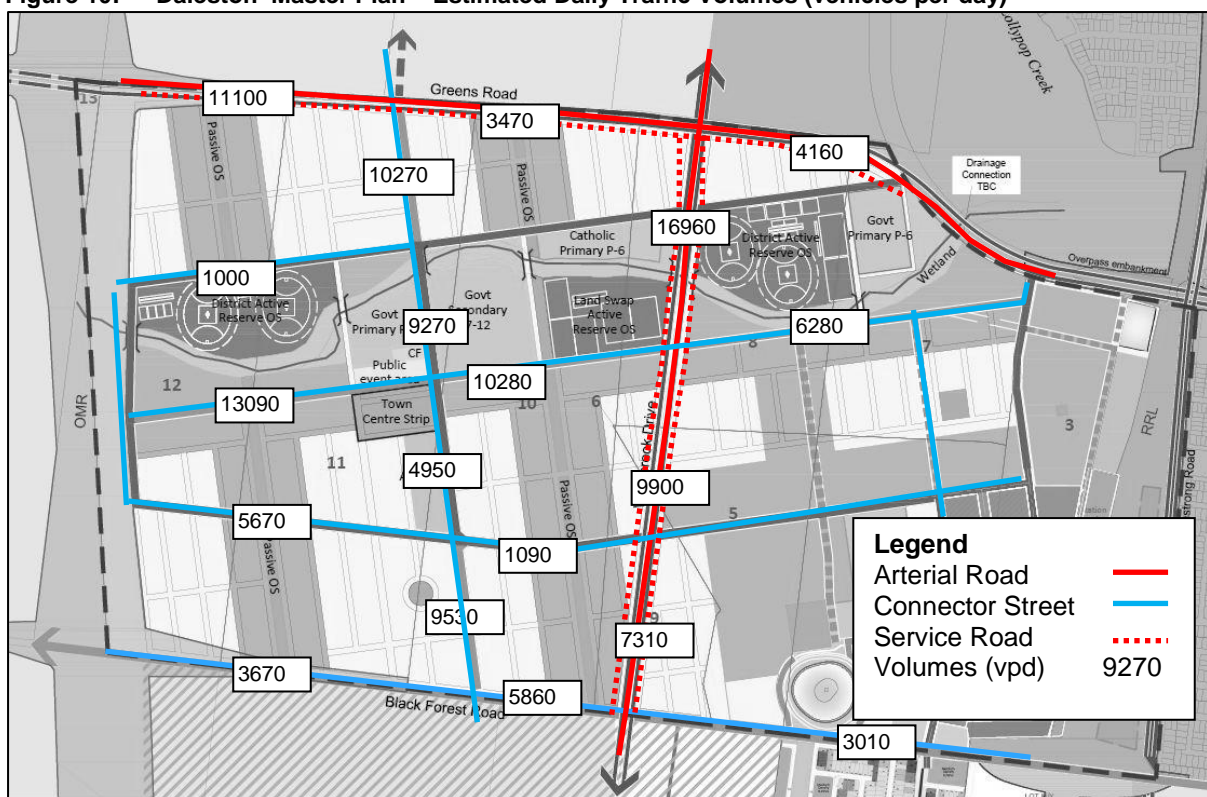 Figure 10: "Daleston" Master Plan – Estimated Daily Traffic Volumes (vehicles per day)
Lollypop Creek
13
11100
Greens Road
3470
4160
Passive OS
10270
Passive OS
Drainage
Connection
TBC
Catholic
Primary P-6
16960
District Active
Reserve OS
Govt
Primary P-6
Wetland
Overpass embankment
1000
District Active
Reserve OS
Govt
Primary
Govt
7-12
9270
Land Swap
Active
Reserve OS
6280
8
7
CF
Public
12
10280
OMR
13090
Town
Centre Strip
10
6
Drive
3
RRL
11
4950
9900
Passive OS
5
5670
1090
Passive OS
9530
7310
9
3670
5860
Black Forest Road
3010
Legend
Arterial Road
Connector Street
Service Road
Volumes (vpd) 9270